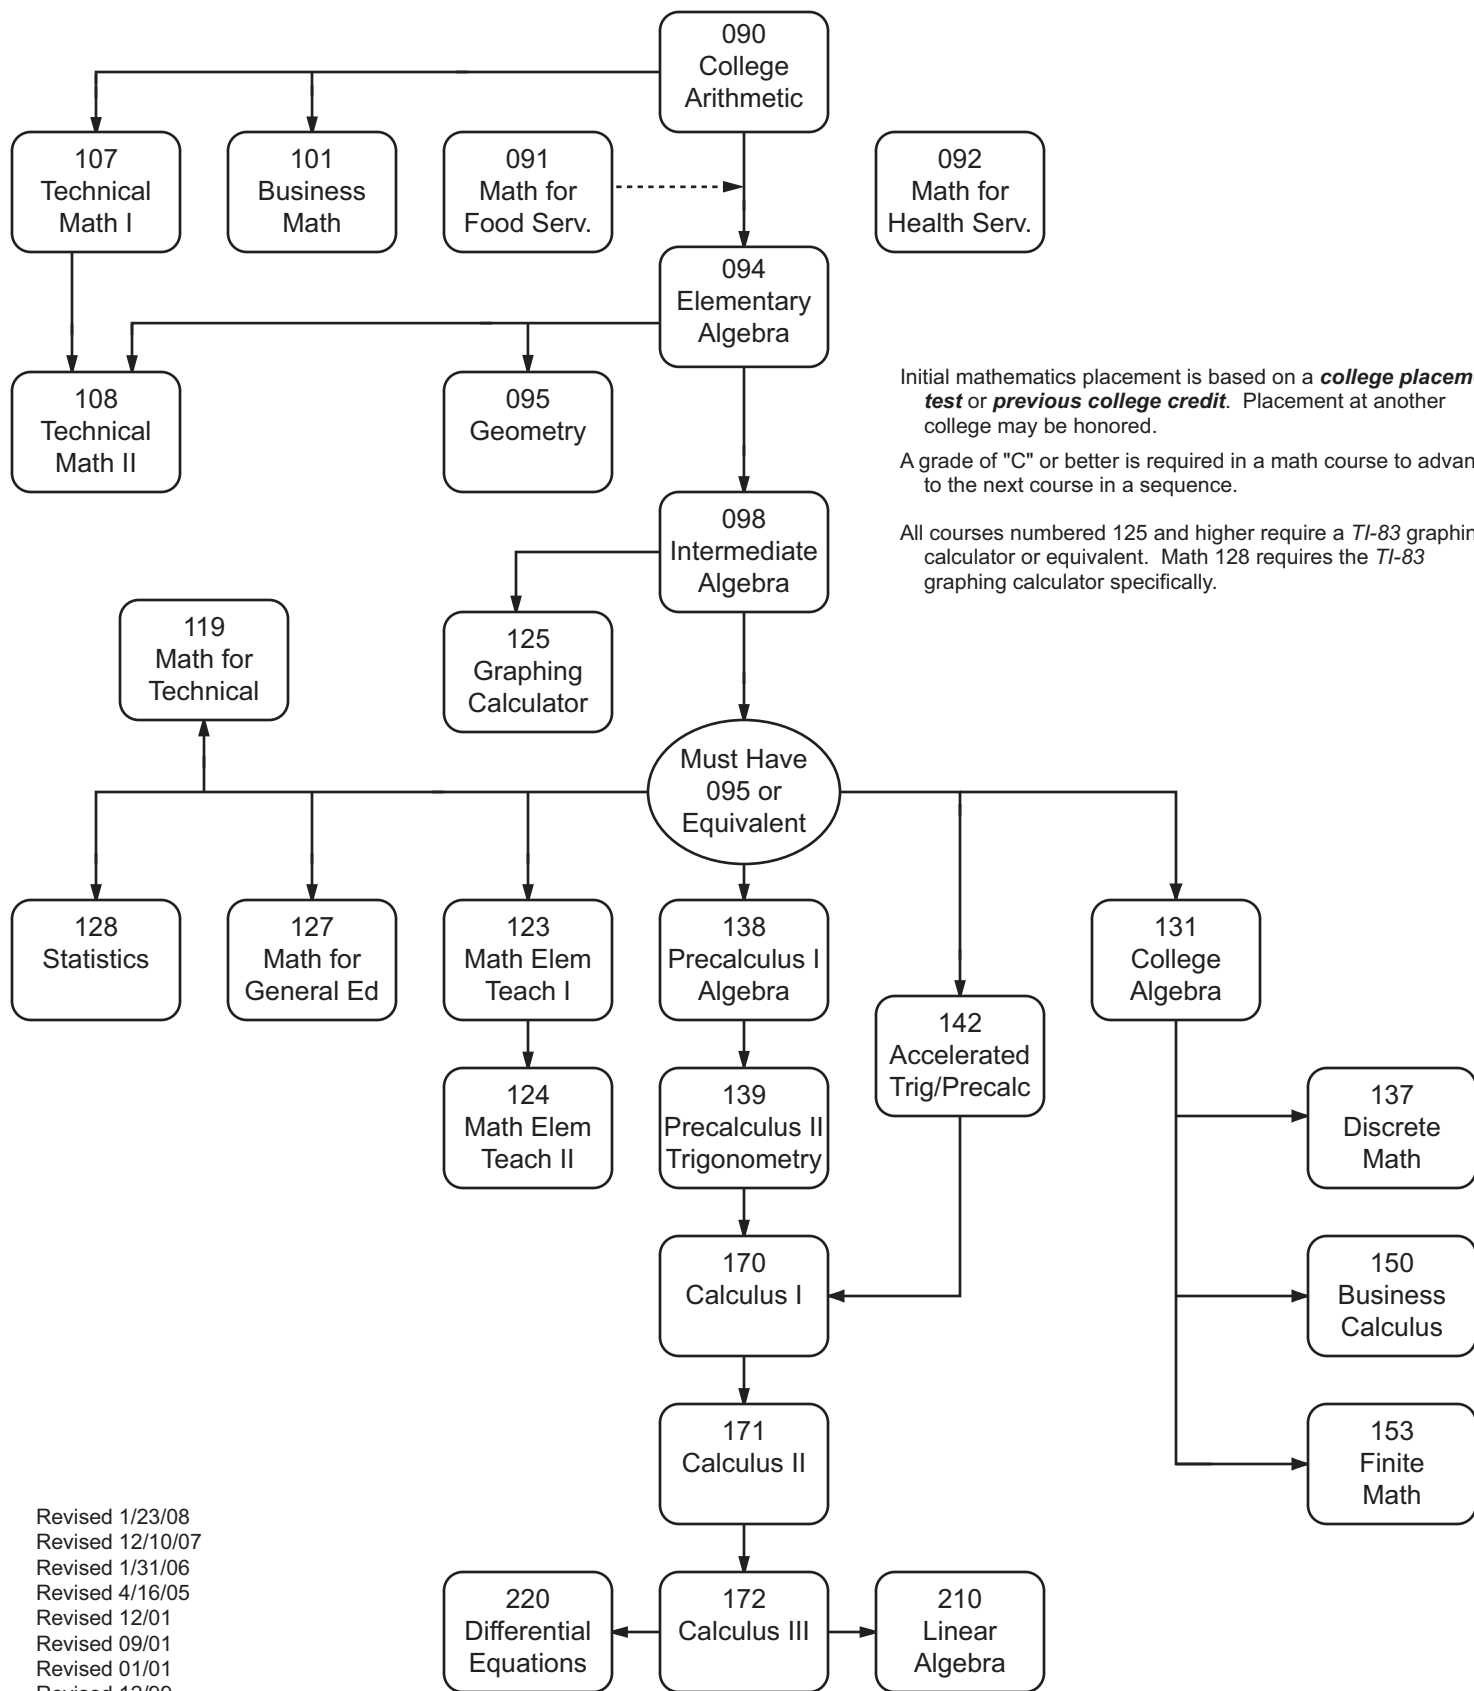 090
College
Arithmetic
107
Technical
Math I
101
Business
Math
091
Math for
Food Serv.
092
Math for
Health Serv.
094
Elementary
Algebra
108
Technical
Math II
095
Geometry
Initial mathematics placement is based on a college
test or previous college credit. Placement at another
college may be honored.
A grade of "C" or better is required in a math course to
to the next course in a sequence.
All courses numbered 125 and higher require a TI-83
calculator or equivalent. Math 128 requires the TI-83
graphing calculator specifically.
098
Intermediate
Algebra
119
Math for
Technical
125
Graphing
Calculator
Must Have
095 or
Equivalent
128
Statistics
127
Math for
General Ed
123
Math Elem
Teach I
138
Precalculus I
Algebra
142
Accelerated
Trig/Precalc
131
College
Algebra
124
Math Elem
Teach II
139
Precalculus II
Trigonometry
137
Discrete
Math
170
Calculus I
150
Business
Calculus
171
Calculus II
153
Finite
Math
220
Differential
Equations
172
Calculus III
210
Linear
Algebra
Revised 1/23/08
Revised 12/10/07
Revised 1/31/06
Revised 4/16/05
Revised 12/01
Revised 09/01
Revised 01/01
Revised 12/99